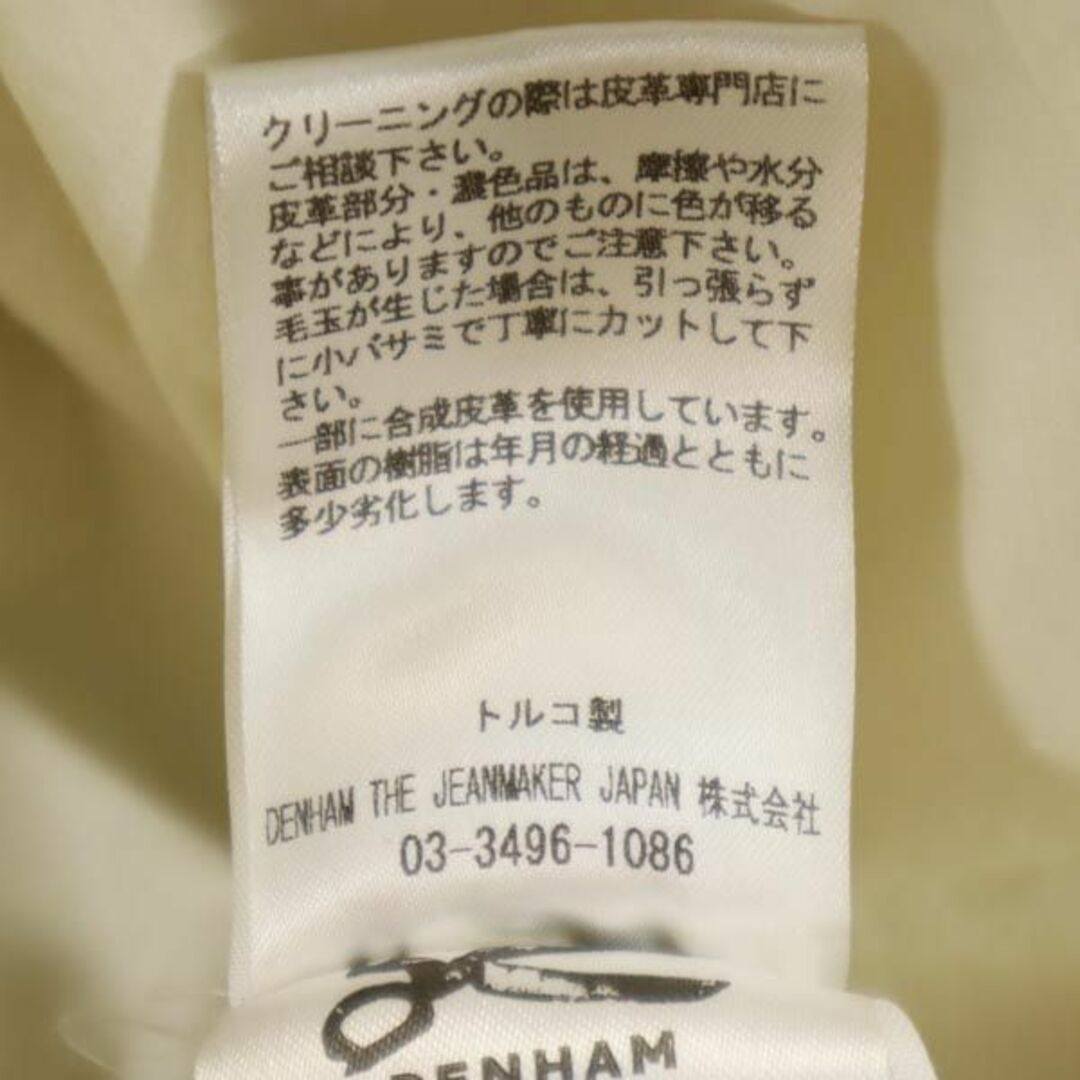 クリーニングの際は皮革専門店に
ご相談下さい。
皮革部分・濃色品は、摩擦や水分
などにより、他のものに色が移る
事がありますのでご注意下さい。
毛玉が生じた場合は、引っ張らず
に小バサミで丁寧にカットして下
さい。
一部に合成皮革を使用しています。
表面の樹脂は年月の経過とともに
多少劣化します。
トルコ製
DENHAM THE JEANMAKER JAPAN 株式会社
03-3496-1086
DENHAM